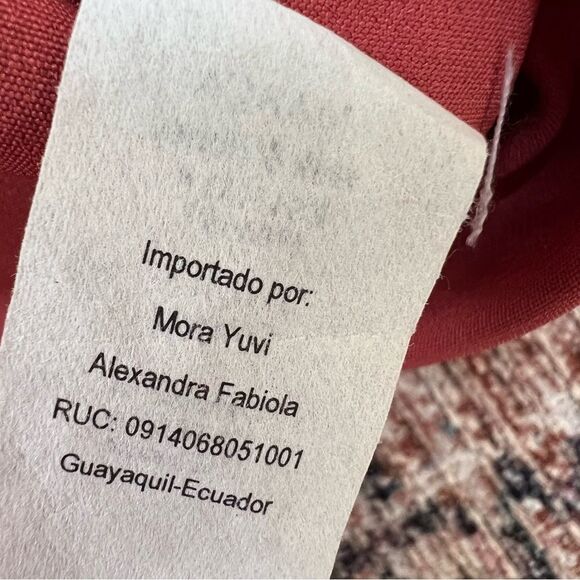 Importado por:
Mora Yuvi
Alexandra Fabiola
RUC: 0914068051001
Guayaquil-Ecuador